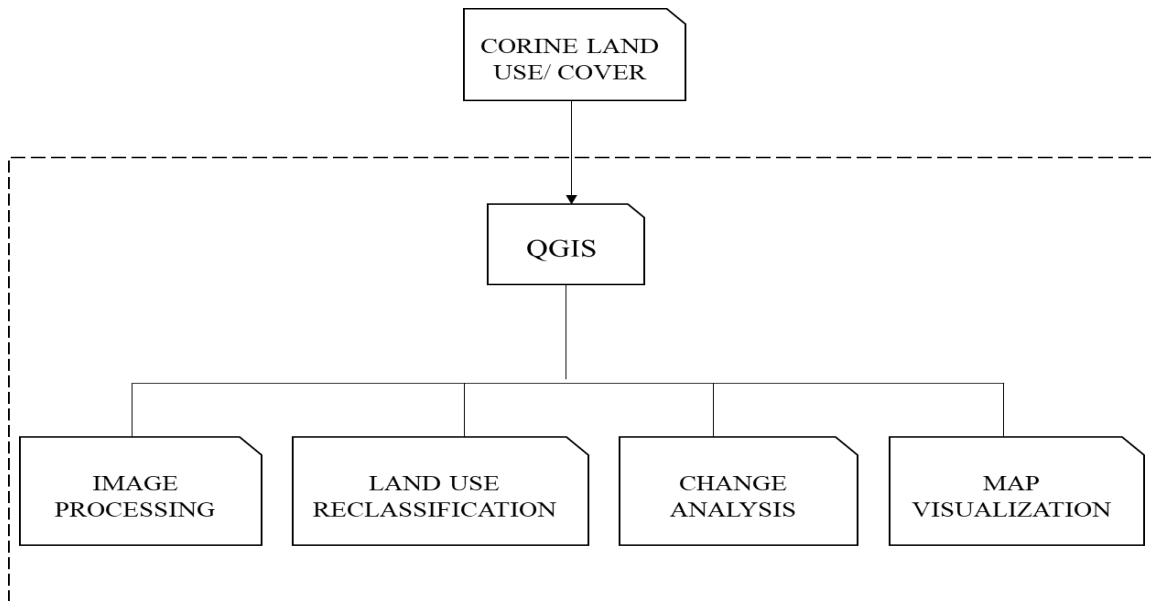 CORINE LAND
USE/ COVER
QGIS
IMAGE
PROCESSING
LAND USE
RECLASSIFICATION
CHANGE
ANALYSIS
MAP
VISUALIZATION